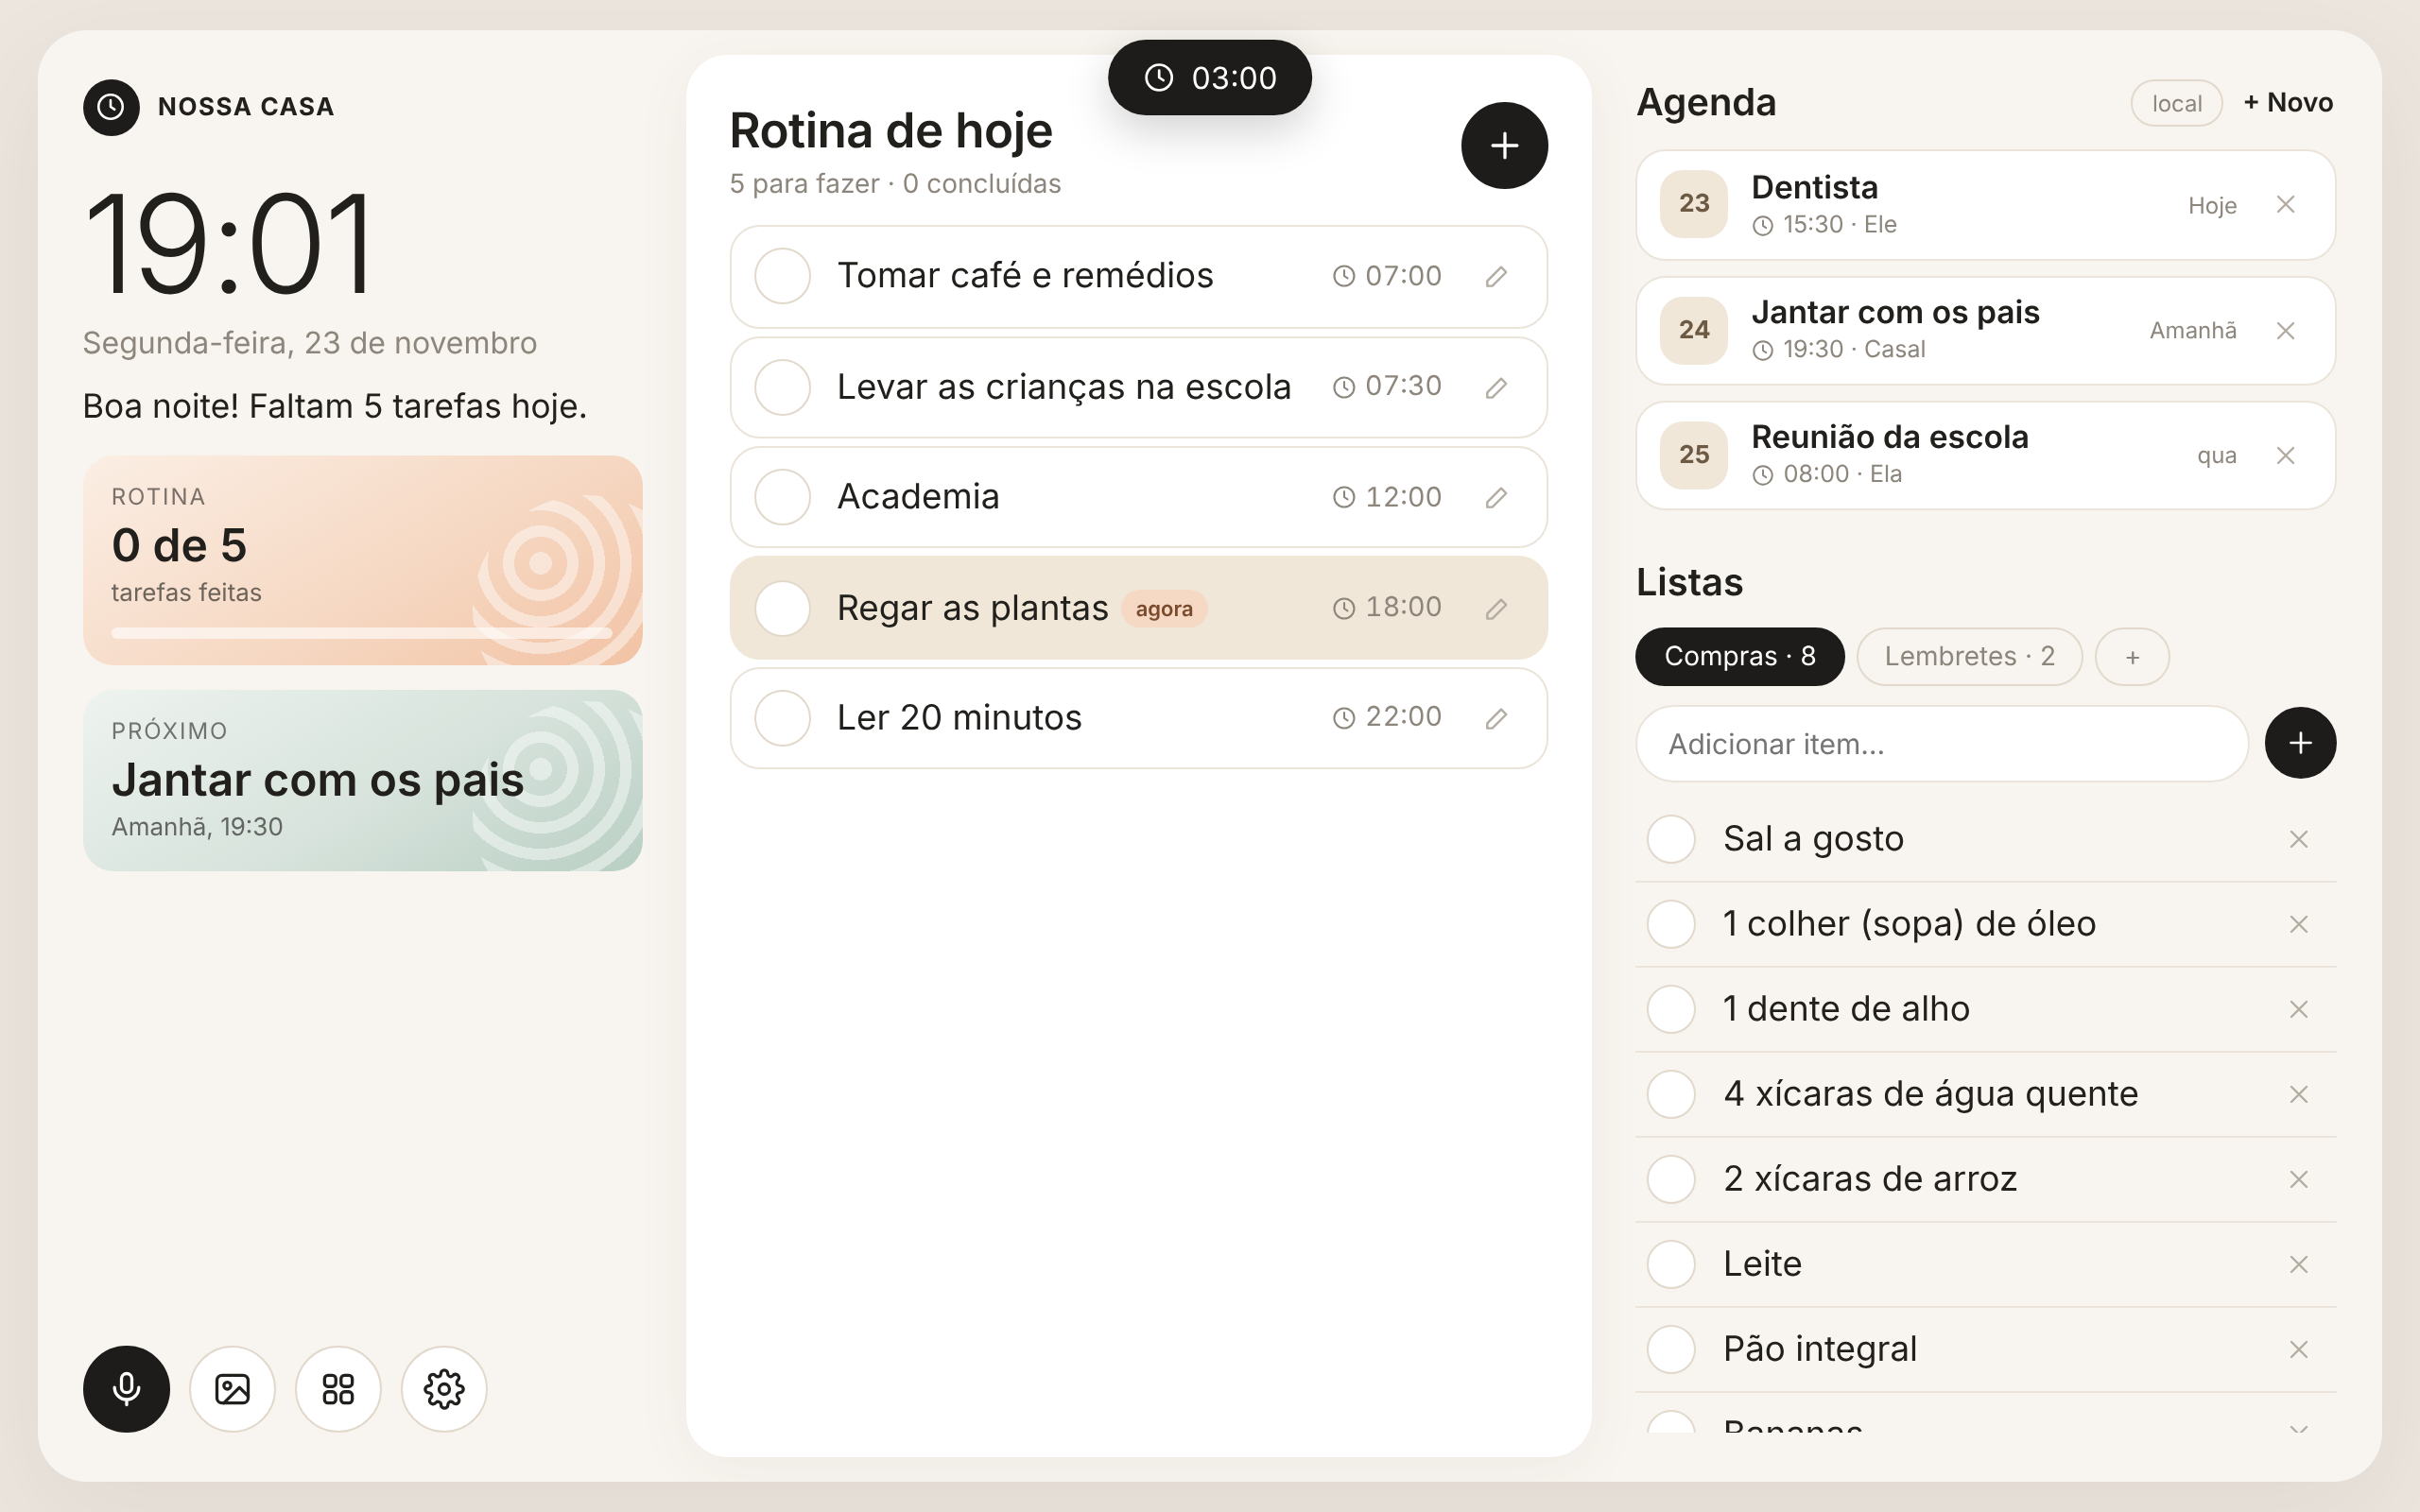 NOSSA CASA
19:01
Segunda-feira, 23 de novembro
Boa noite! Faltam 5 tarefas hoje.
ROTINA
0 de 5
tarefas feitas
PRÓXIMO
Jantar com os pais
Amanhã, 19:30
03:00
Rotina de hoje
5 para fazer · 0 concluídas
Tomar café e remédios 07:00
Levar as crianças na escola 07:30
Academia 12:00
Regar as plantas agora 18:00
Ler 20 minutos 22:00
Agenda local + Novo
23 Dentista Hoje
15:30 · Ele
24 Jantar com os pais Amanhã
19:30 · Casal
25 Reunião da escola qua
08:00 · Ela
Listas
Compras · 8 Lembretes · 2 +
Adicionar item...
Sal a gosto
1 colher (sopa) de óleo
1 dente de alho
4 xícaras de água quente
2 xícaras de arroz
Leite
Pão integral
Bananas